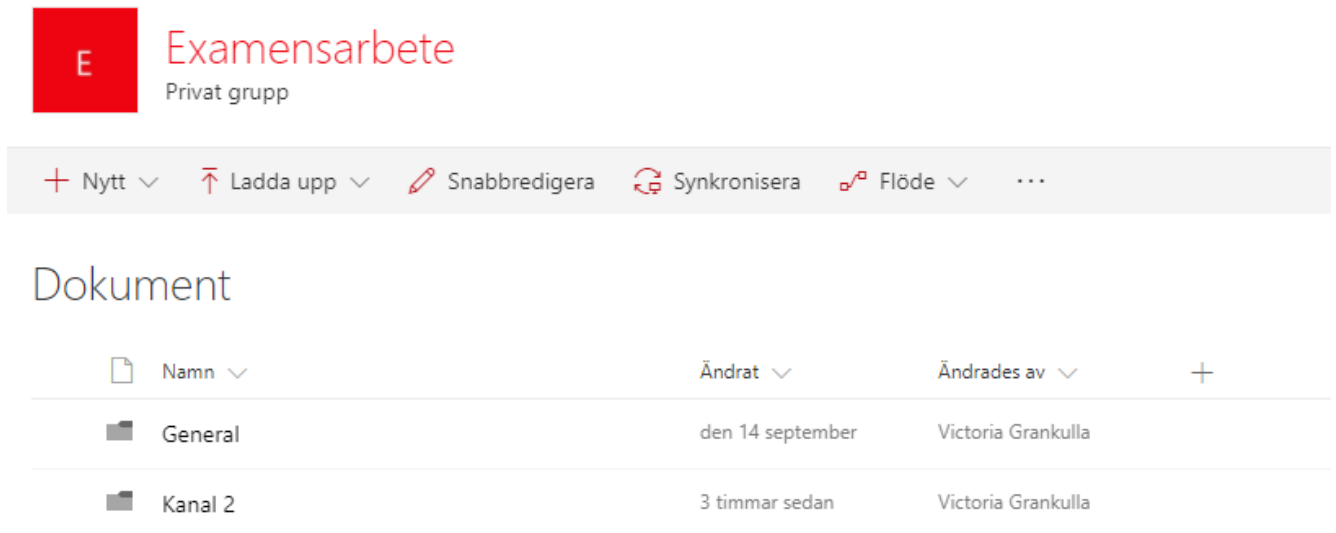 E
Examensarbete
Privat grupp
Nytt Ladda upp Snabbredigera Synkronisera Flöde ...
Dokument
Namn Ändrat Ändrades av
General den 14 september Victoria Grankulla
Kanal 2 3 timmar sedan Victoria Grankulla